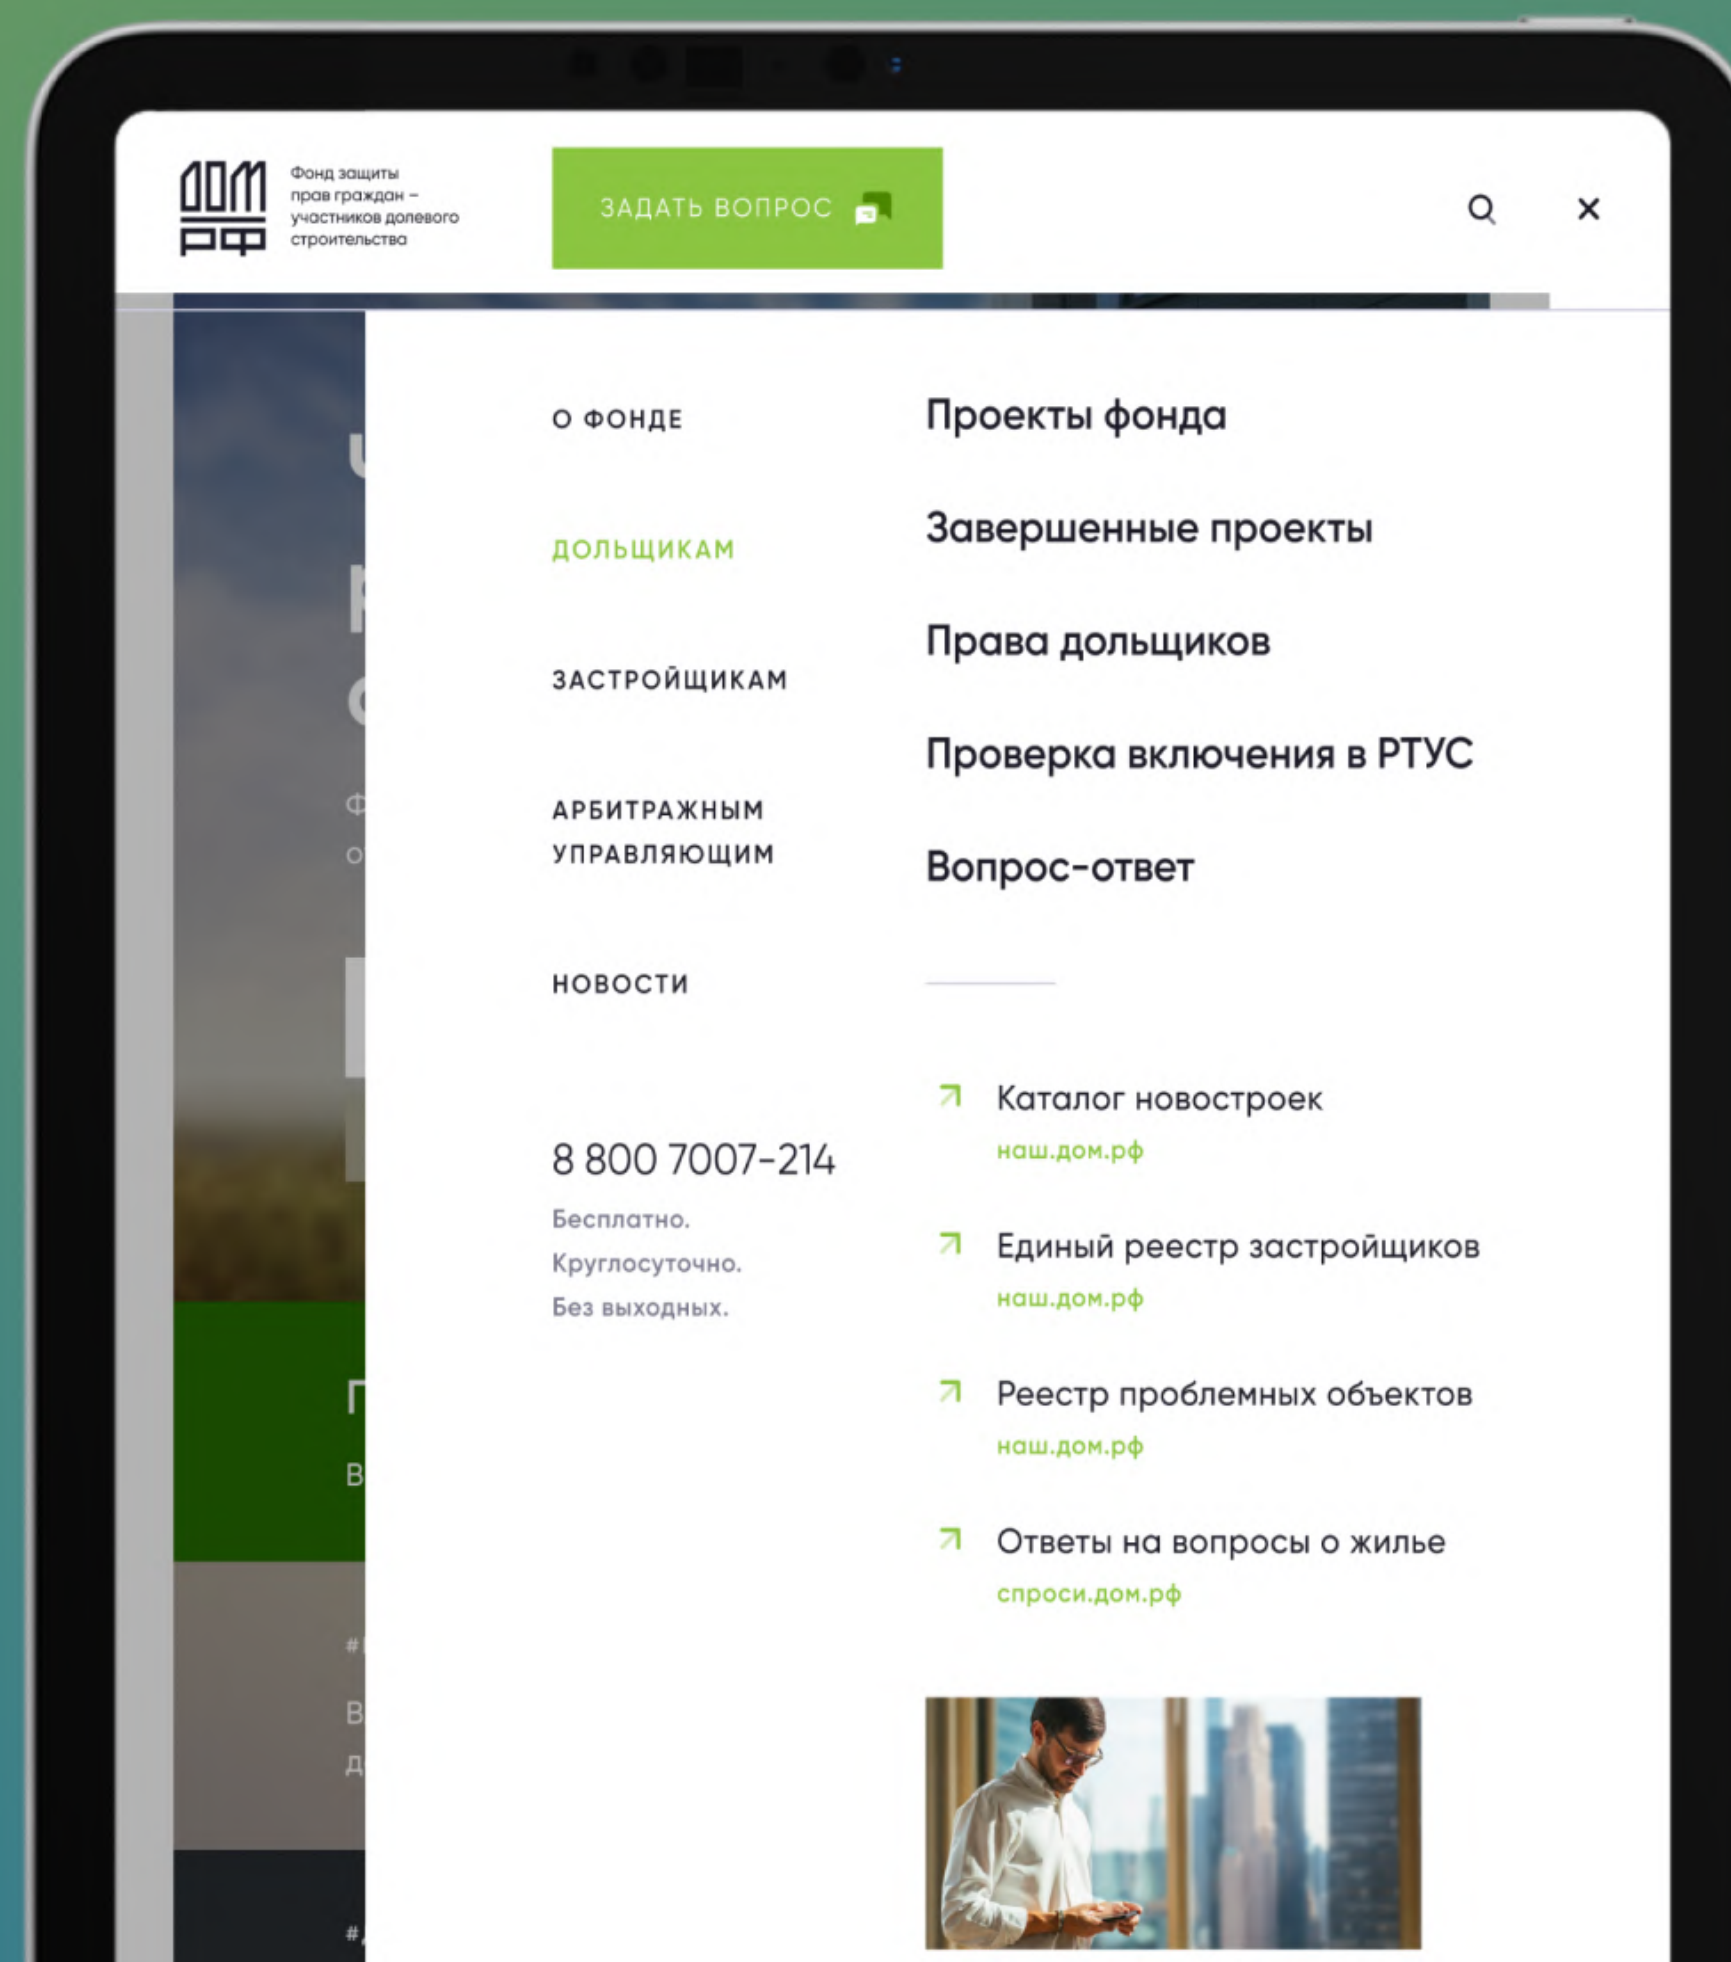 ДОМ
РФ
Фонд защиты
прав граждан –
участников долевого
строительства
ЗАДАТЬ ВОПРОС
О ФОНДЕ
ДОЛЬЩИКАМ
ЗАСТРОЙЩИКАМ
АРБИТРАЖНЫМ
УПРАВЛЯЮЩИМ
НОВОСТИ
8 800 7007-214
Бесплатно.
Круглосуточно.
Без выходных.
Проекты фонда
Завершенные проекты
Права дольщиков
Проверка включения в РТУС
Вопрос-ответ
Каталог новостроек
наш.дом.рф
Единый реестр застройщиков
наш.дом.рф
Реестр проблемных объектов
наш.дом.рф
Ответы на вопросы о жилье
спроси.дом.рф